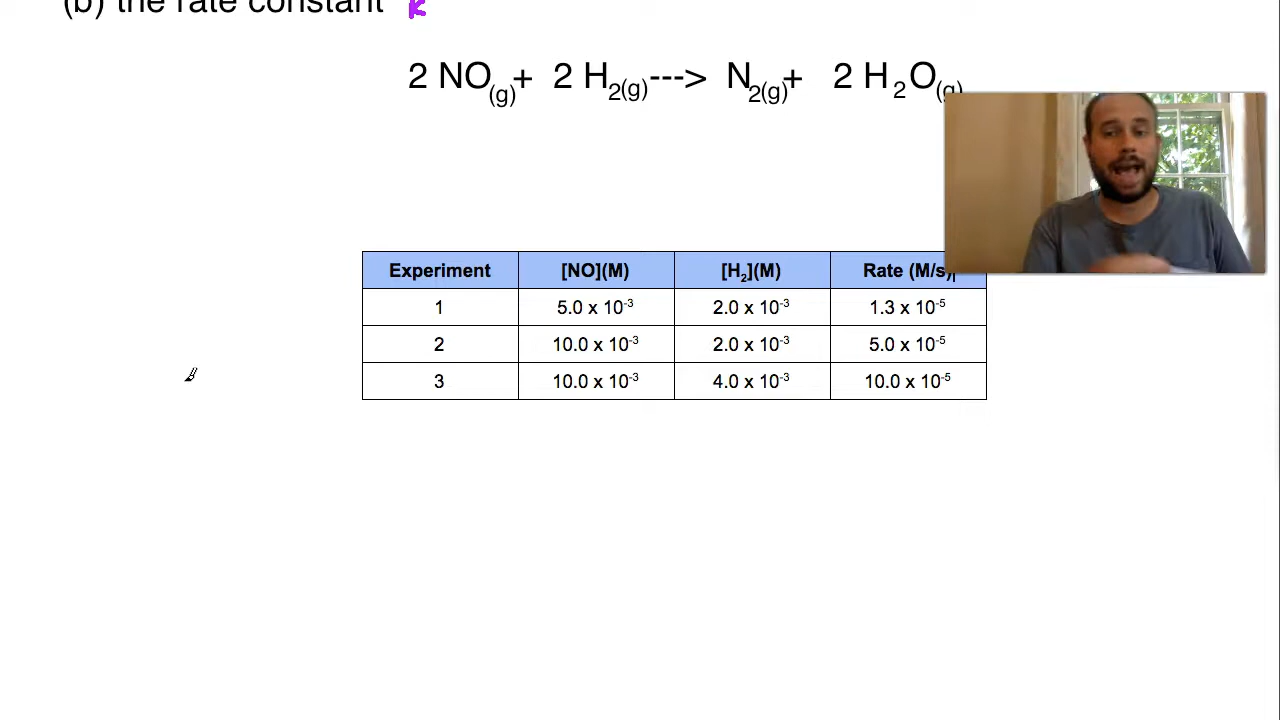 (b) the rate constant k
2 NO(g)+ 2 H2(g)---> N2(g)+ 2 H2O(g)
Experiment [NO](M) [H2](M) Rate (M/s)
1 5.0 x 10-3 2.0 x 10-3 1.3 x 10-5
2 10.0 x 10-3 2.0 x 10-3 5.0 x 10-5
3 10.0 x 10-3 4.0 x 10-3 10.0 x 10-5